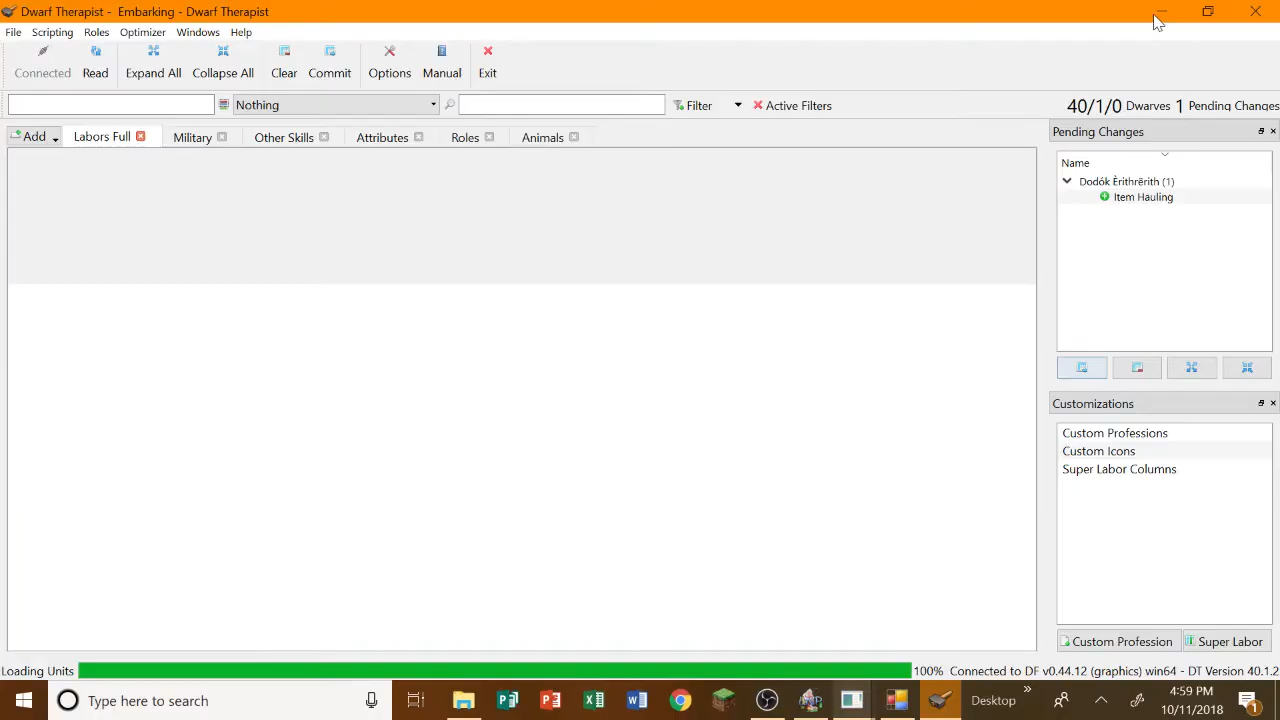 Dwarf Therapist - Embarking - Dwarf Therapist
File Scripting Roles Optimizer Windows Help
Connected Read Expand All Collapse All Clear Commit Options Manual Exit
Nothing Filter Active Filters 40/1/0 Dwarves 1 Pending Changes
Add Labors Full Military Other Skills Attributes Roles Animals
Pending Changes
Name
Dodók Èrithrêrith (1)
Item Hauling
Customizations
Custom Professions
Custom Icons
Super Labor Columns
Custom Profession Super Labor
Loading Units 100% Connected to DF v0.44.12 (graphics) win64 - DT Version 40.1.2
Type here to search Desktop 4:59 PM
10/11/2018
1